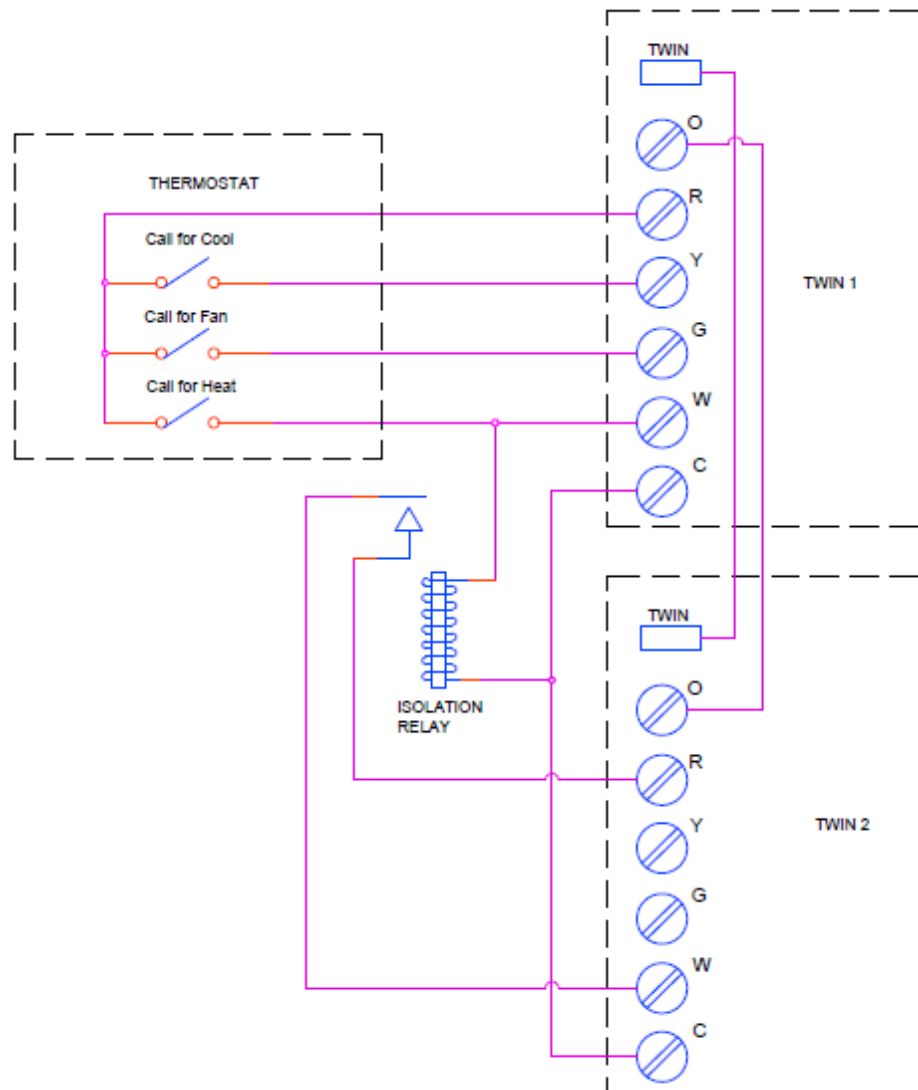 TWIN
O
R
Y
G
W
C
TWIN 1
THERMOSTAT
Call for Cool
Call for Fan
Call for Heat
ISOLATION
RELAY
TWIN
O
R
Y
G
W
C
TWIN 2